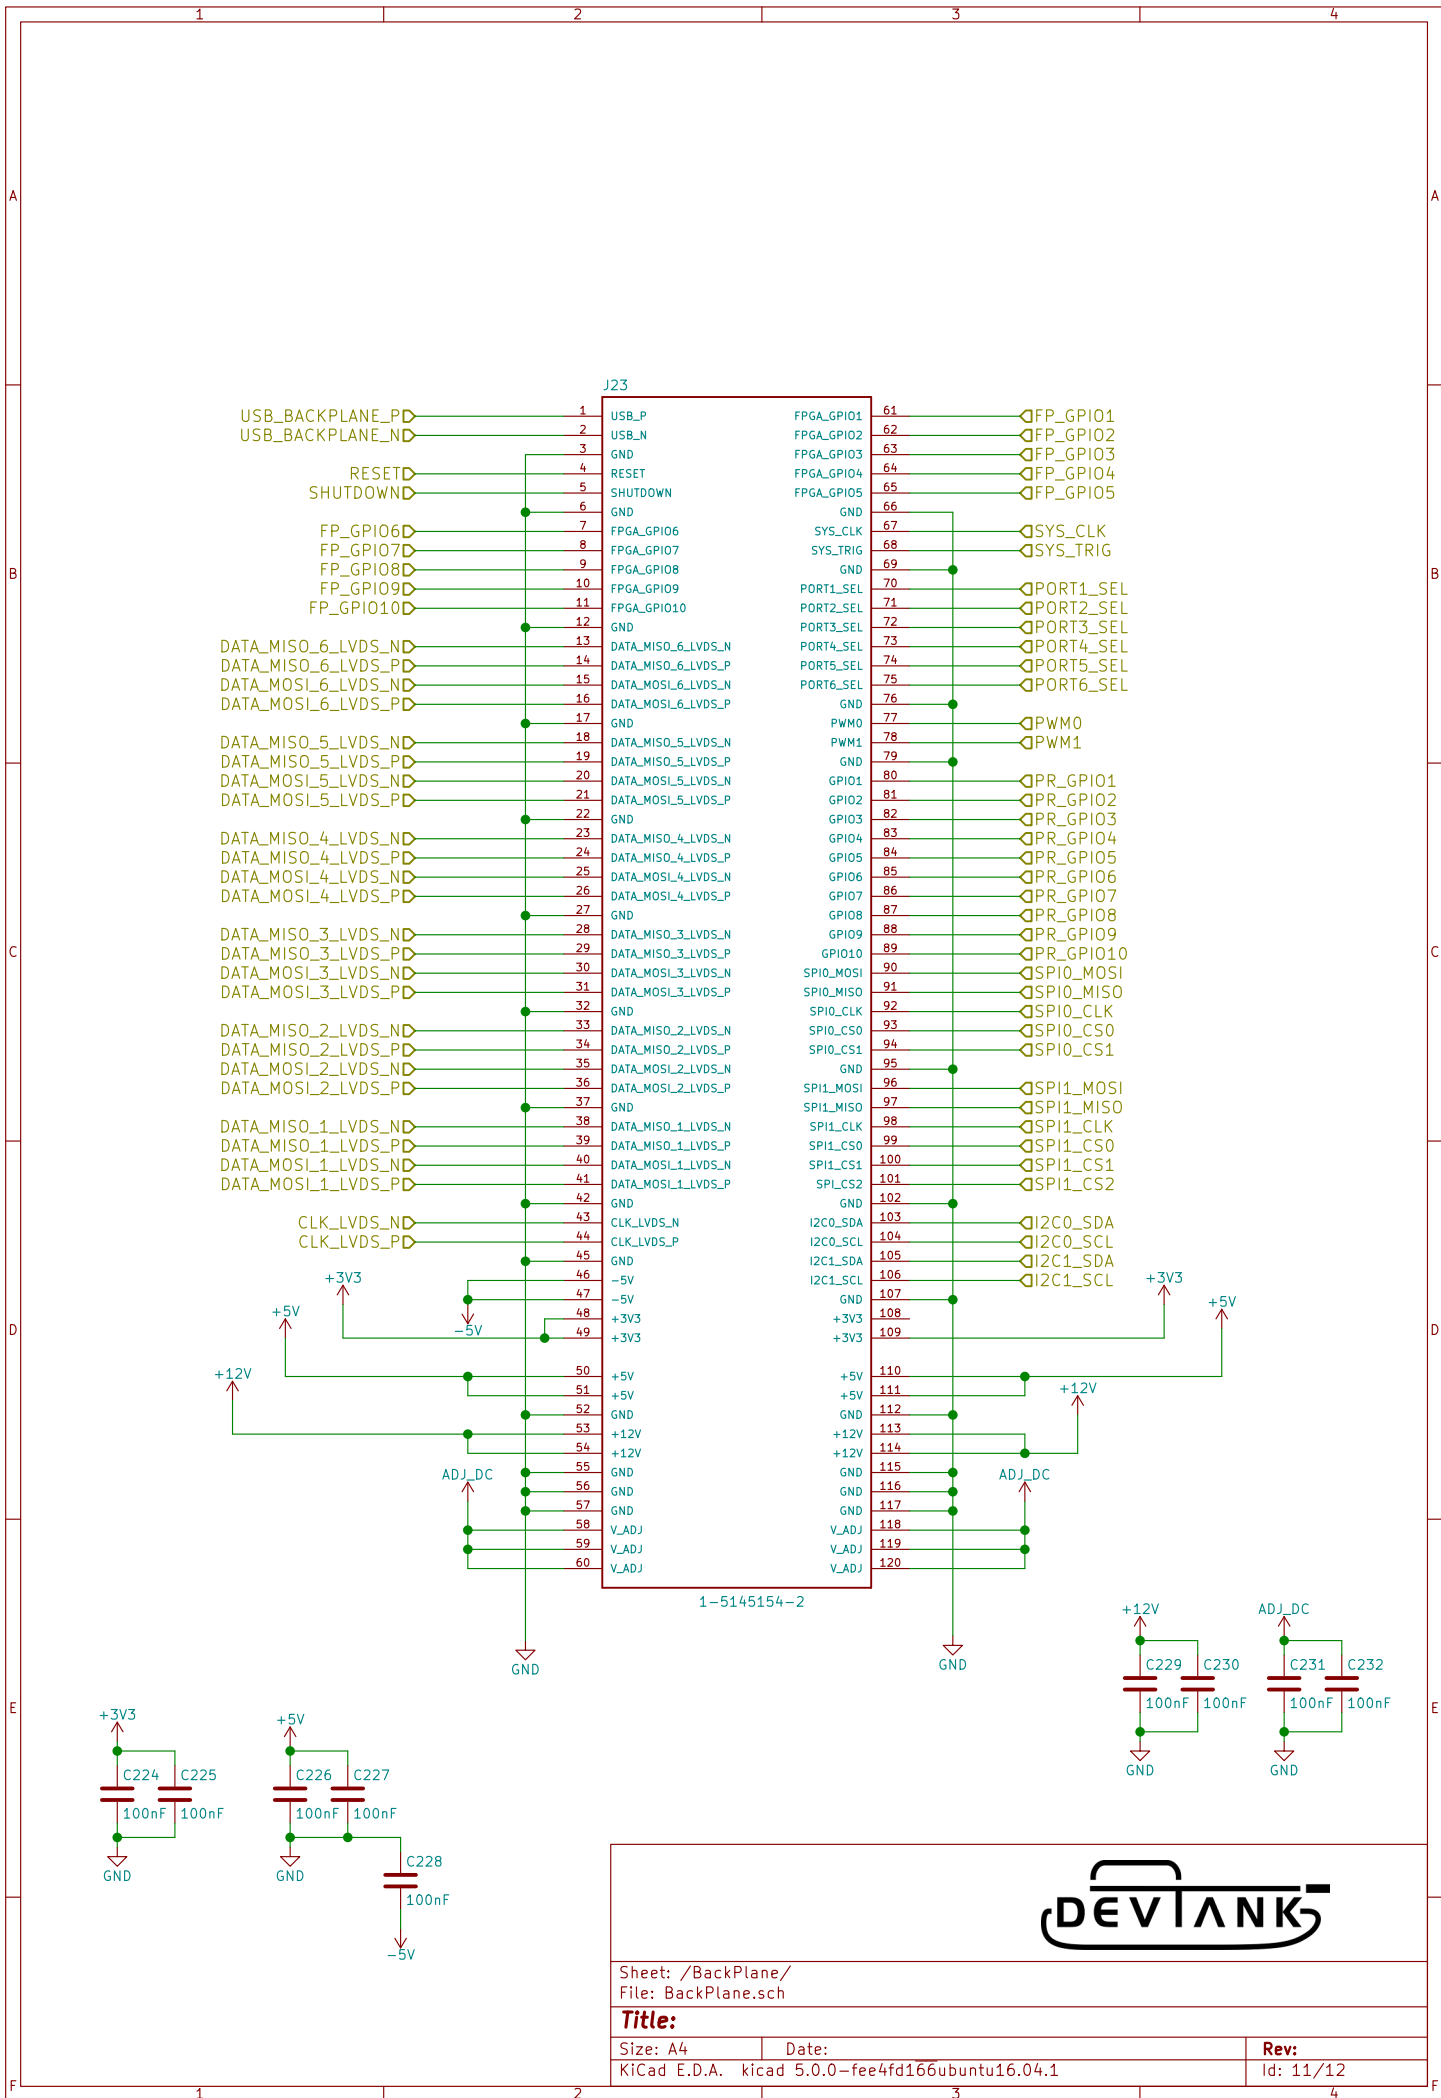 1 2 3 4
A A
J23
USB_BACKPLANE_P 1 USB_P FPGA_GPIO1 61 FP_GPIO1
USB_BACKPLANE_N 2 USB_N FPGA_GPIO2 62 FP_GPIO2
3 GND FPGA_GPIO3 63 FP_GPIO3
RESET 4 RESET FPGA_GPIO4 64 FP_GPIO4
SHUTDOWN 5 SHUTDOWN FPGA_GPIO5 65 FP_GPIO5
6 GND GND 66
FP_GPIO6 7 FPGA_GPIO6 SYS_CLK 67 SYS_CLK
FP_GPIO7 8 FPGA_GPIO7 SYS_TRIG 68 SYS_TRIG
B FP_GPIO8 9 FPGA_GPIO8 GND 69 B
FP_GPIO9 10 FPGA_GPIO9 PORT1_SEL 70 PORT1_SEL
FP_GPIO10 11 FPGA_GPIO10 PORT2_SEL 71 PORT2_SEL
12 GND PORT3_SEL 72 PORT3_SEL
DATA_MISO_6_LVDS_N 13 DATA_MISO_6_LVDS_N PORT4_SEL 73 PORT4_SEL
DATA_MISO_6_LVDS_P 14 DATA_MISO_6_LVDS_P PORT5_SEL 74 PORT5_SEL
DATA_MOSI_6_LVDS_N 15 DATA_MOSI_6_LVDS_N PORT6_SEL 75 PORT6_SEL
DATA_MOSI_6_LVDS_P 16 DATA_MOSI_6_LVDS_P GND 76
17 GND PWM0 77 PWM0
DATA_MISO_5_LVDS_N 18 DATA_MISO_5_LVDS_N PWM1 78 PWM1
DATA_MISO_5_LVDS_P 19 DATA_MISO_5_LVDS_P GND 79
DATA_MOSI_5_LVDS_N 20 DATA_MOSI_5_LVDS_N GPIO1 80 PR_GPIO1
DATA_MOSI_5_LVDS_P 21 DATA_MOSI_5_LVDS_P GPIO2 81 PR_GPIO2
22 GND GPIO3 82 PR_GPIO3
DATA_MISO_4_LVDS_N 23 DATA_MISO_4_LVDS_N GPIO4 83 PR_GPIO4
DATA_MISO_4_LVDS_P 24 DATA_MISO_4_LVDS_P GPIO5 84 PR_GPIO5
DATA_MOSI_4_LVDS_N 25 DATA_MOSI_4_LVDS_N GPIO6 85 PR_GPIO6
DATA_MOSI_4_LVDS_P 26 DATA_MOSI_4_LVDS_P GPIO7 86 PR_GPIO7
27 GND GPIO8 87 PR_GPIO8
DATA_MISO_3_LVDS_N 28 DATA_MISO_3_LVDS_N GPIO9 88 PR_GPIO9
C DATA_MISO_3_LVDS_P 29 DATA_MISO_3_LVDS_P GPIO10 89 PR_GPIO10 C
DATA_MOSI_3_LVDS_N 30 DATA_MOSI_3_LVDS_N SPI0_MOSI 90 SPI0_MOSI
DATA_MOSI_3_LVDS_P 31 DATA_MOSI_3_LVDS_P SPI0_MISO 91 SPI0_MISO
32 GND SPI0_CLK 92 SPI0_CLK
DATA_MISO_2_LVDS_N 33 DATA_MISO_2_LVDS_N SPI0_CS0 93 SPI0_CS0
DATA_MISO_2_LVDS_P 34 DATA_MISO_2_LVDS_P SPI0_CS1 94 SPI0_CS1
DATA_MOSI_2_LVDS_N 35 DATA_MOSI_2_LVDS_N GND 95
DATA_MOSI_2_LVDS_P 36 DATA_MOSI_2_LVDS_P SPI1_MOSI 96 SPI1_MOSI
37 GND SPI1_MISO 97 SPI1_MISO
DATA_MISO_1_LVDS_N 38 DATA_MISO_1_LVDS_N SPI1_CLK 98 SPI1_CLK
DATA_MISO_1_LVDS_P 39 DATA_MISO_1_LVDS_P SPI1_CS0 99 SPI1_CS0
DATA_MOSI_1_LVDS_N 40 DATA_MOSI_1_LVDS_N SPI1_CS1 100 SPI1_CS1
DATA_MOSI_1_LVDS_P 41 DATA_MOSI_1_LVDS_P SPI_CS2 101 SPI1_CS2
42 GND GND 102
CLK_LVDS_N 43 CLK_LVDS_N I2C0_SDA 103 I2C0_SDA
CLK_LVDS_P 44 CLK_LVDS_P I2C0_SCL 104 I2C0_SCL
45 GND I2C1_SDA 105 I2C1_SDA
+3V3 46 -5V I2C1_SCL 106 I2C1_SCL +3V3
+5V 47 -5V GND 107 +5V
48 +3V3 +3V3 108
D -5V 49 +3V3 +3V3 109 D
+12V 50 +5V +5V 110
51 +5V +5V 111 +12V
52 GND GND 112
53 +12V +12V 113
54 +12V +12V 114
ADJ_DC 55 GND GND 115 ADJ_DC
56 GND GND 116
57 GND GND 117
58 V_ADJ V_ADJ 118
59 V_ADJ V_ADJ 119
60 V_ADJ V_ADJ 120
1-5145154-2
+12V ADJ_DC
GND GND
C229 C230 C231 C232
100nF 100nF 100nF 100nF
E E
+3V3 +5V
GND GND
C224 C225 C226 C227
100nF 100nF 100nF 100nF
GND GND
C228
100nF
-5V
DEVTANK
Sheet: /BackPlane/
File: BackPlane.sch
Title:
Size: A4 Date: Rev:
KiCad E.D.A. kicad 5.0.0-fee4fd166ubuntu16.04.1 Id: 11/12
F F
1 2 3 4